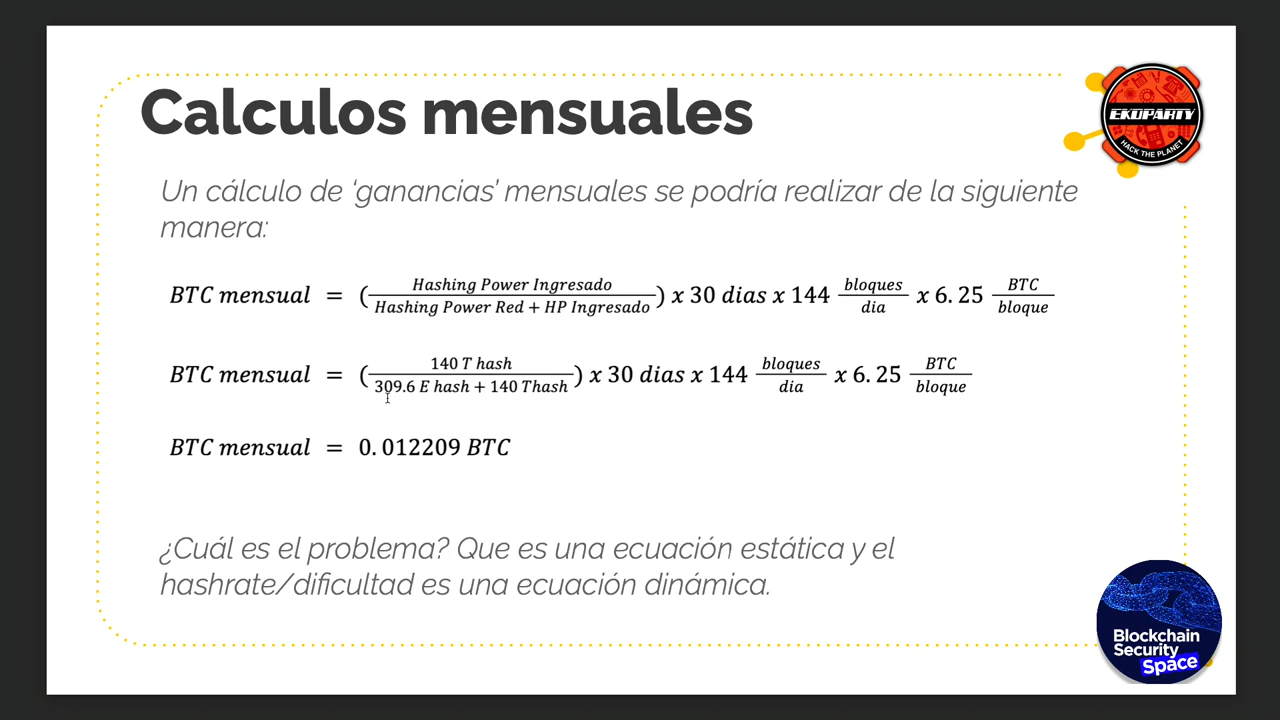 Calculos mensuales
EKOPARTY
HACK THE PLANET
Un cálculo de ‘ganancias’ mensuales se podría realizar de la siguiente
manera:
BTC mensual = (Hashing Power Ingresado / Hashing Power Red + HP Ingresado) x 30 dias x 144 bloques/dia x 6.25 BTC/bloque
BTC mensual = (140 T hash / 309.6 E hash + 140 Thash) x 30 dias x 144 bloques/dia x 6.25 BTC/bloque
BTC mensual = 0.012209 BTC
¿Cuál es el problema? Que es una ecuación estática y el
hashrate/dificultad es una ecuación dinámica.
Blockchain
Security
Space